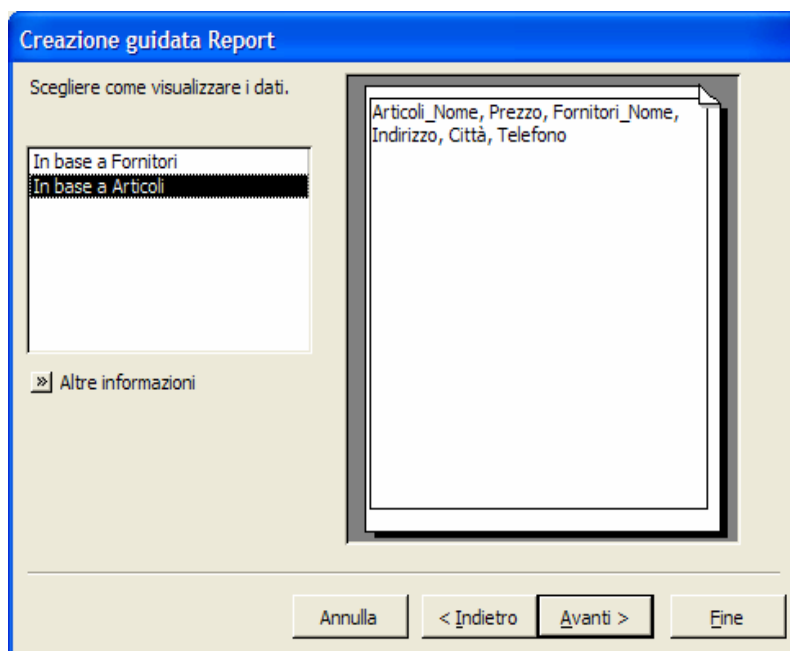 Creazione guidata Report
Scegliere come visualizzare i dati.
In base a Fornitori
In base a Articoli
» Altre informazioni
Articoli_Nome, Prezzo, Fornitori_Nome,
Indirizzo, Città, Telefono
Annulla
< Indietro
Avanti >
Fine